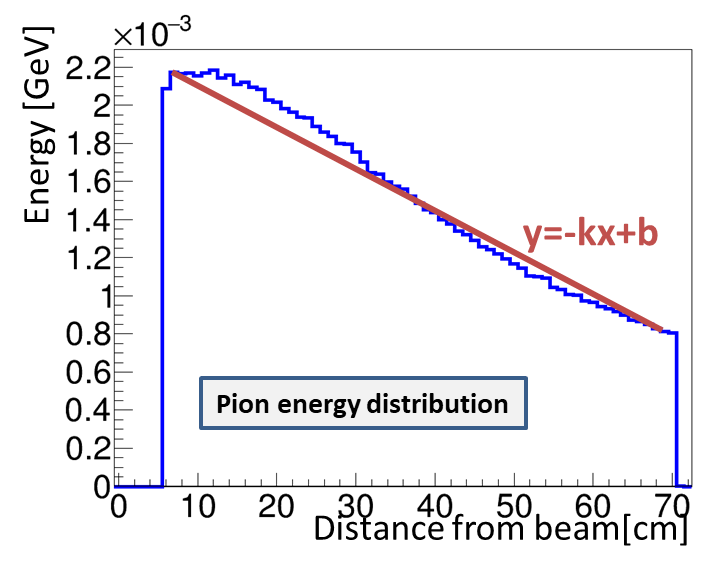 ×10⁻³
Energy [GeV]
2.2
2
1.8
1.6
1.4
1.2
1
0.8
0.6
0.4
0.2
0
y=-kx+b
Pion energy distribution
0 10 20 30 40 50 60 70
Distance from beam[cm]